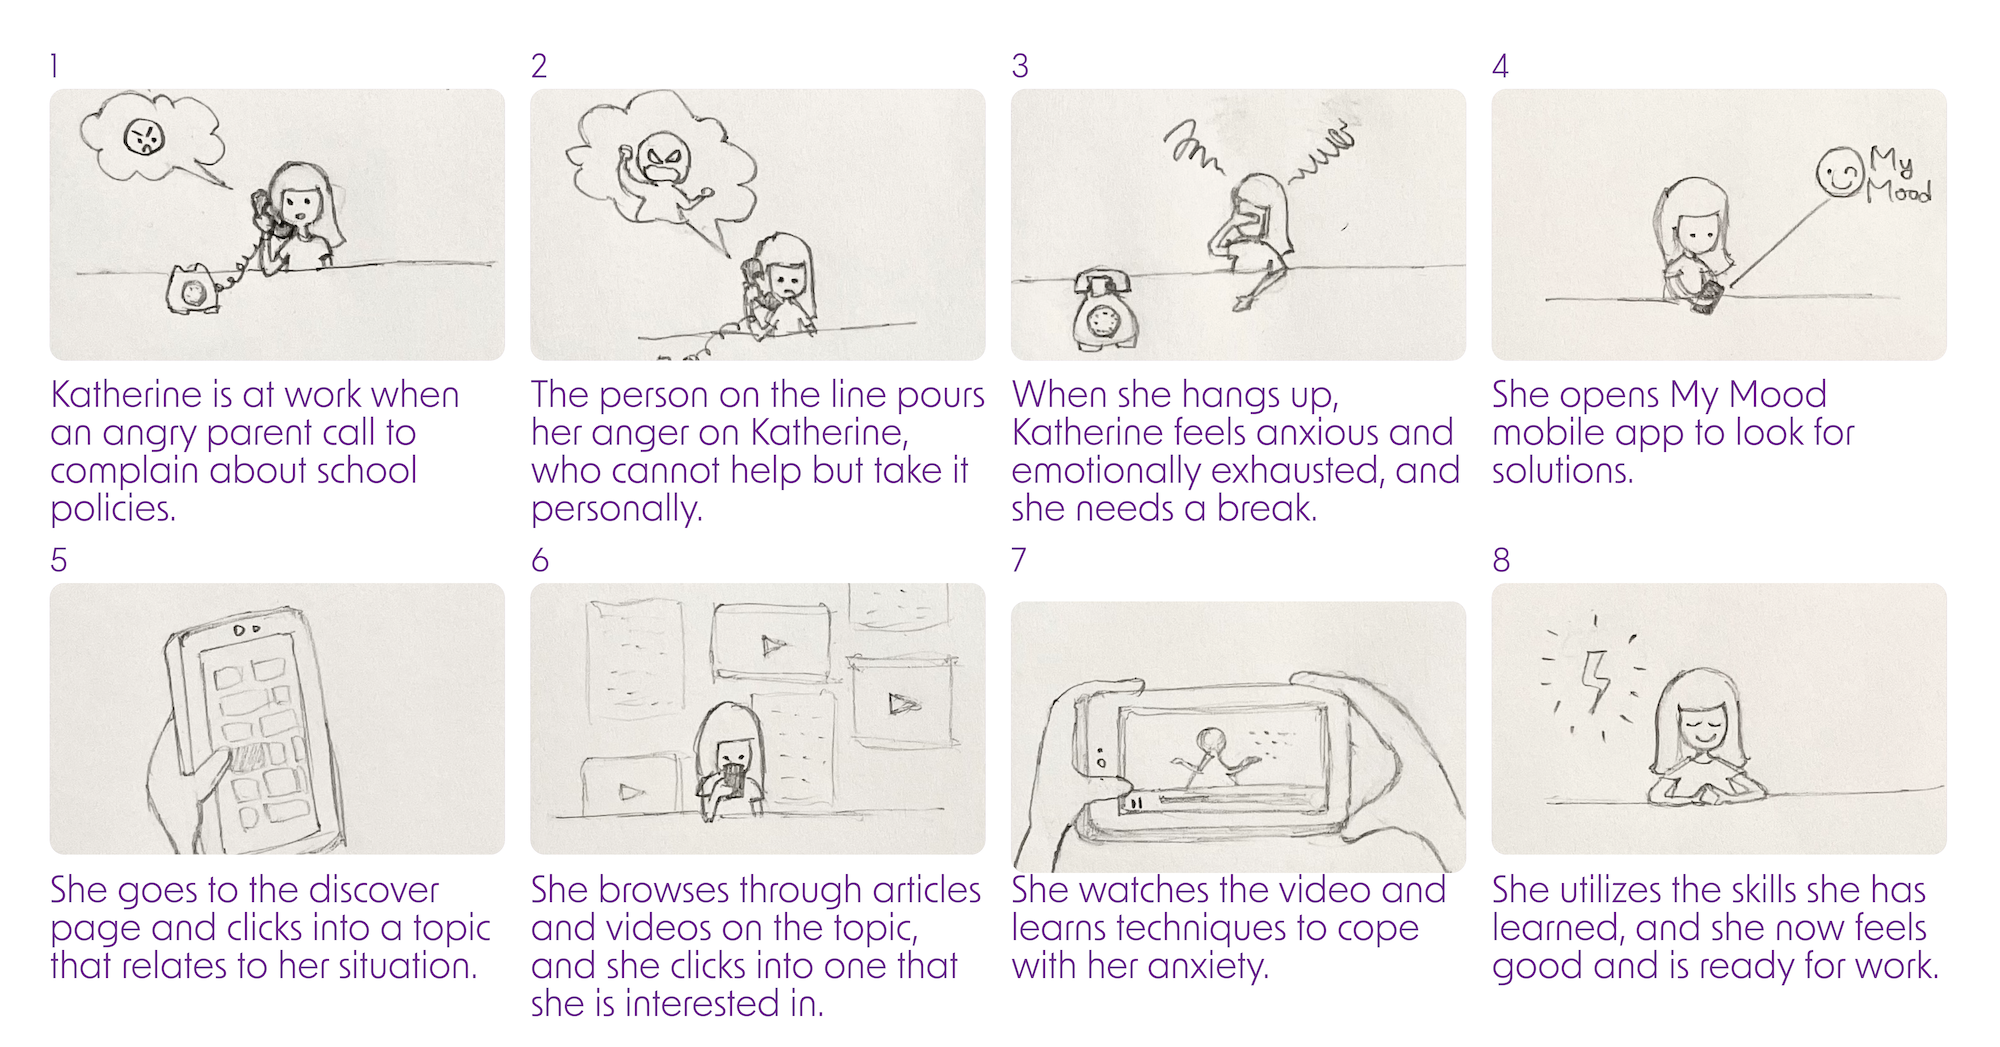 1
Katherine is at work when
an angry parent call to
complain about school
policies.
2
The person on the line pours
her anger on Katherine,
who cannot help but take it
personally.
3
When she hangs up,
Katherine feels anxious and
emotionally exhausted, and
she needs a break.
4
My
Mood
She opens My Mood
mobile app to look for
solutions.
5
She goes to the discover
page and clicks into a topic
that relates to her situation.
6
She browses through articles
and videos on the topic,
and she clicks into one that
she is interested in.
7
She watches the video and
learns techniques to cope
with her anxiety.
8
She utilizes the skills she has
learned, and she now feels
good and is ready for work.